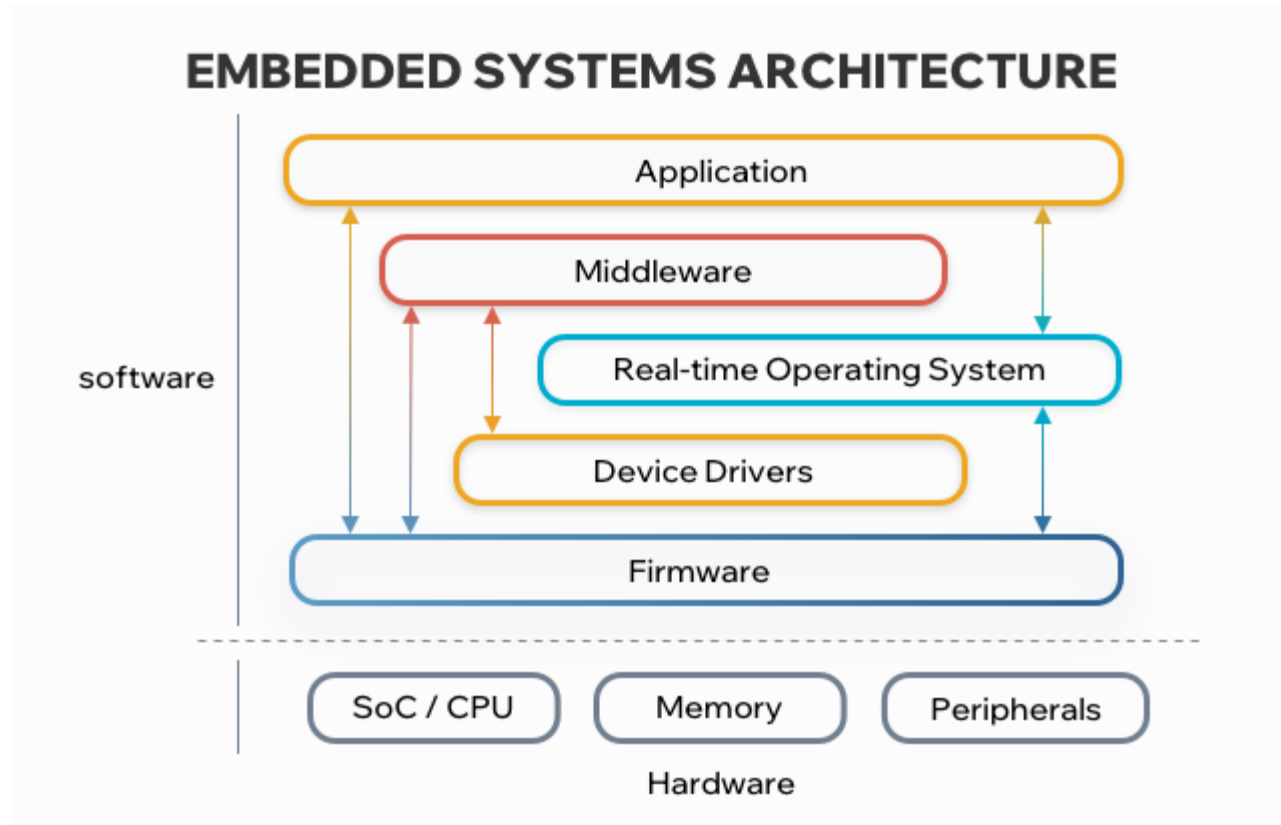 EMBEDDED SYSTEMS ARCHITECTURE
Application
Middleware
Real-time Operating System
software
Device Drivers
Firmware
SoC / CPU
Memory
Peripherals
Hardware